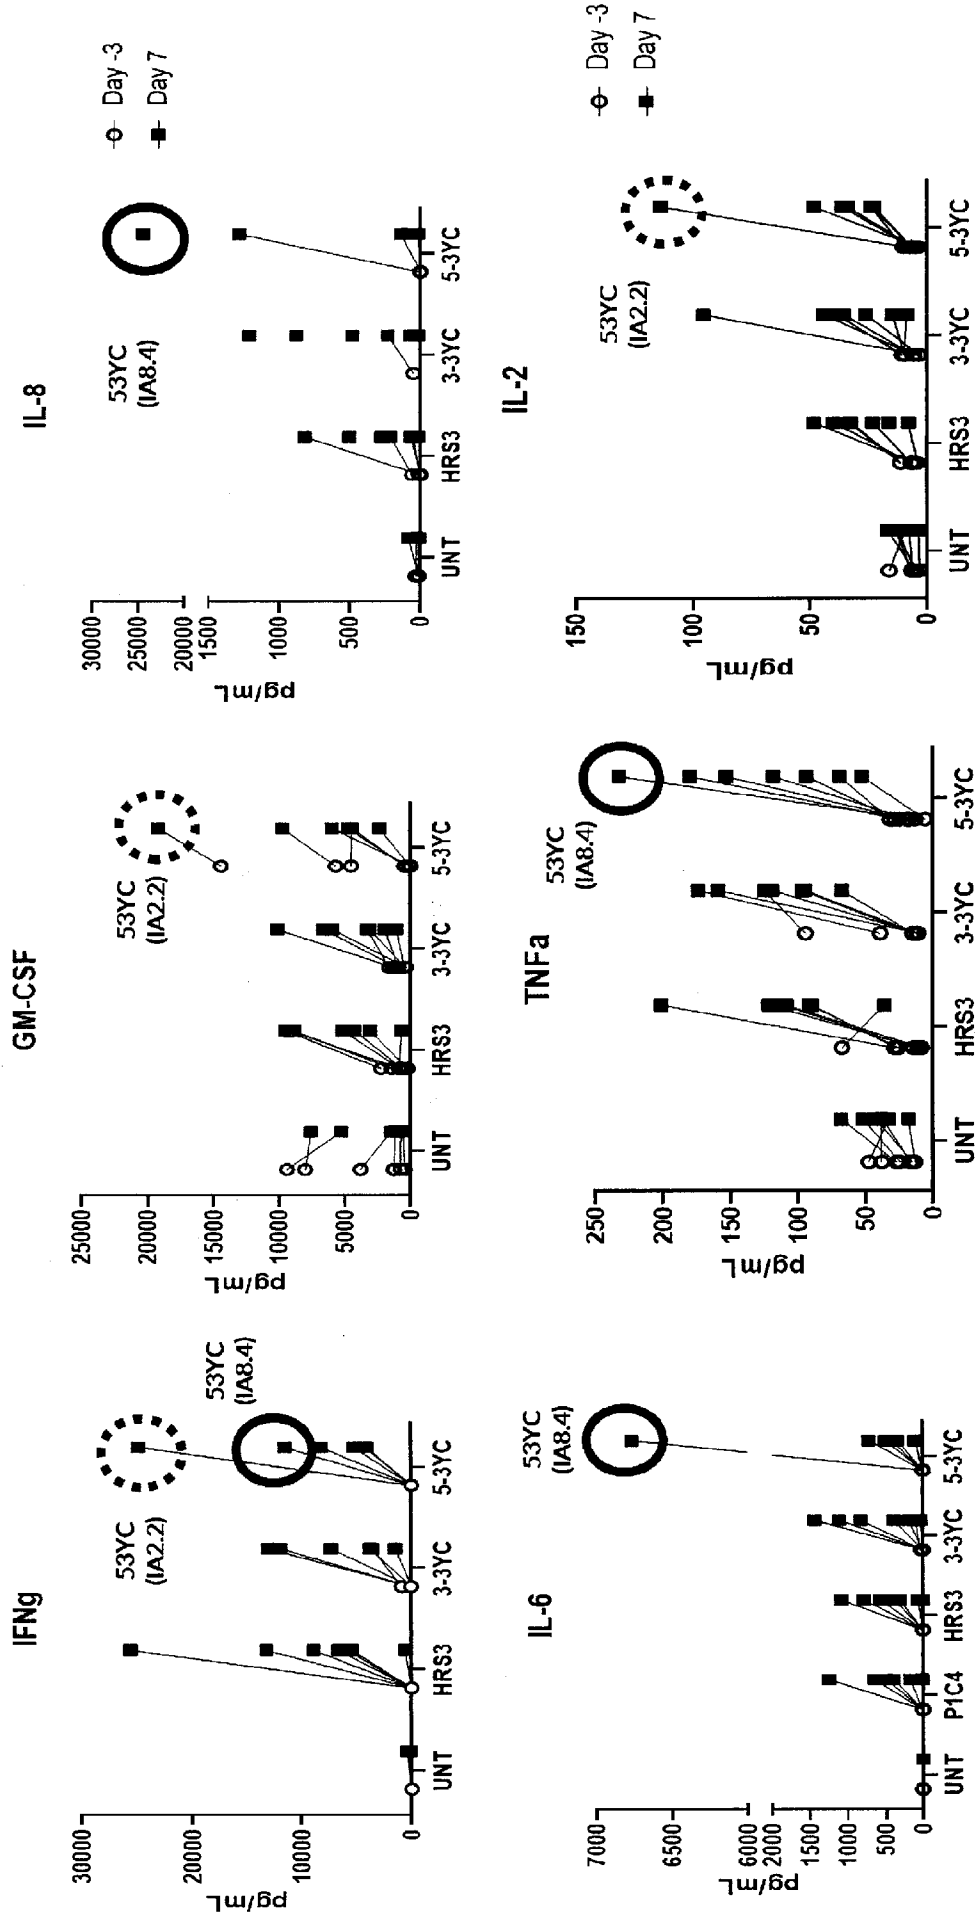 IFNg
pg/mL
30000
20000
10000
0
UNT
HRS3
3-3YC
5-3YC
53YC
(IA2.2)
53YC
(IA8.4)
GM-CSF
pg/mL
25000
20000
15000
10000
5000
0
UNT
HRS3
3-3YC
5-3YC
53YC
(IA2.2)
IL-8
pg/mL
30000
25000
20000
1500
1000
500
0
UNT
HRS3
3-3YC
5-3YC
53YC
(IA8.4)
Day -3
Day 7
IL-6
pg/mL
7000
6500
6000
2000
1500
1000
500
0
UNT
P1C4
HRS3
3-3YC
5-3YC
53YC
(IA8.4)
TNFa
pg/mL
250
200
150
100
50
0
UNT
HRS3
3-3YC
5-3YC
53YC
(IA8.4)
IL-2
pg/mL
150
100
50
0
UNT
HRS3
3-3YC
5-3YC
53YC
(IA2.2)
Day -3
Day 7